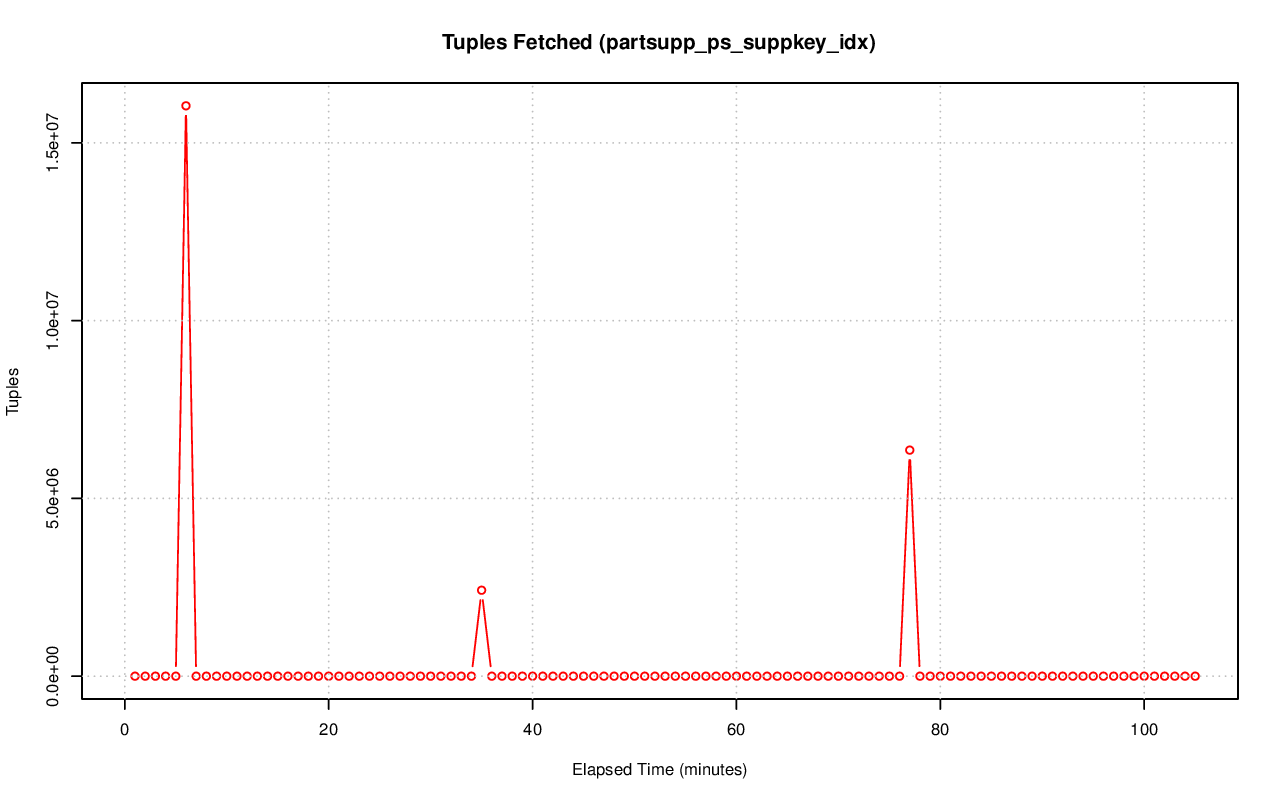 Tuples Fetched (partsupp_ps_suppkey_idx)
1.5e+07
1.0e+07
5.0e+06
0.0e+00
Tuples
0 20 40 60 80 100
Elapsed Time (minutes)